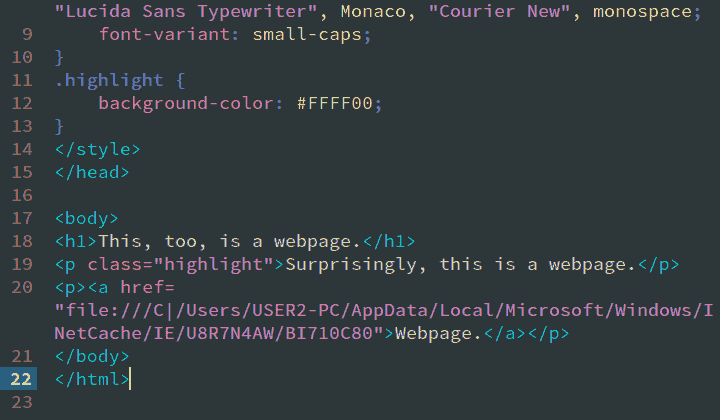 "Lucida Sans Typewriter", Monaco, "Courier New", monospace;
9 font-variant: small-caps;
10 }
11 .highlight {
12 background-color: #FFFF00;
13 }
14 </style>
15 </head>
16
17 <body>
18 <h1>This, too, is a webpage.</h1>
19 <p class="highlight">Surprisingly, this is a webpage.</p>
20 <p><a href=
"file:///C|/Users/USER2-PC/AppData/Local/Microsoft/Windows/I
NetCache/IE/U8R7N4AW/BI710C80">Webpage.</a></p>
21 </body>
22 </html>
23